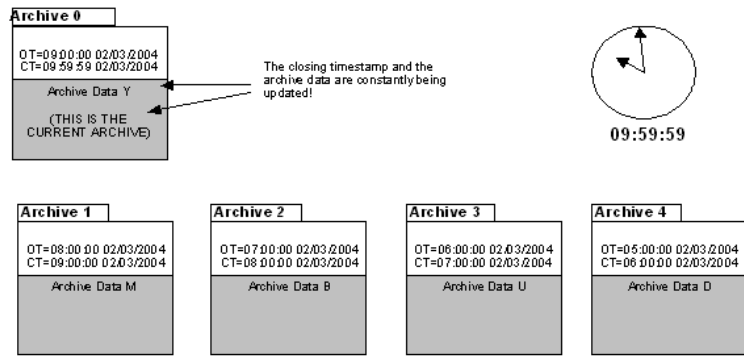 Archive 0
OT=09:00:00 02/03/2004
CT=09:59:59 02/03/2004
Archive Data Y
(THIS IS THE
CURRENT ARCHIVE)
The closing timestamp and the
archive data are constantly being
updated!
09:59:59
Archive 1
OT=08:00:00 02/03/2004
CT=09:00:00 02/03/2004
Archive Data M
Archive 2
OT=07:00:00 02/03/2004
CT=08:00:00 02/03/2004
Archive Data B
Archive 3
OT=06:00:00 02/03/2004
CT=07:00:00 02/03/2004
Archive Data U
Archive 4
OT=05:00:00 02/03/2004
CT=06:00:00 02/03/2004
Archive Data D